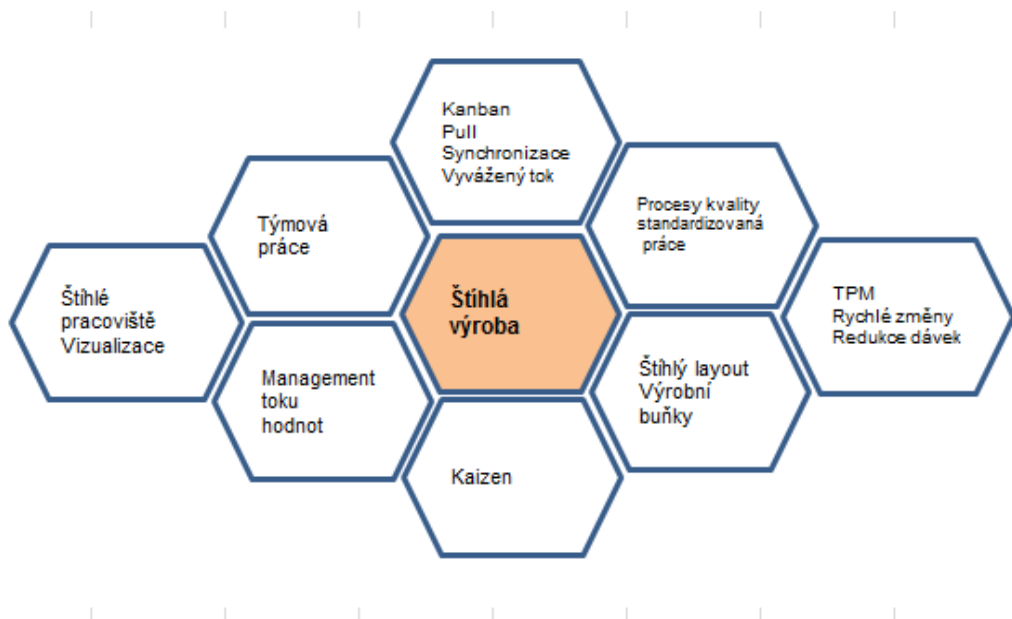 Kanban
Pull
Synchronizace
Vyvážený tok
Týmová
práce
Procesy kvality
standardizovaná
práce
Štíhlé
pracoviště
Vizualizace
Štíhlá
výroba
TPM
Rychlé změny
Redukce dávek
Management
toku
hodnot
Štíhlý layout
Výrobní
buňky
Kaizen